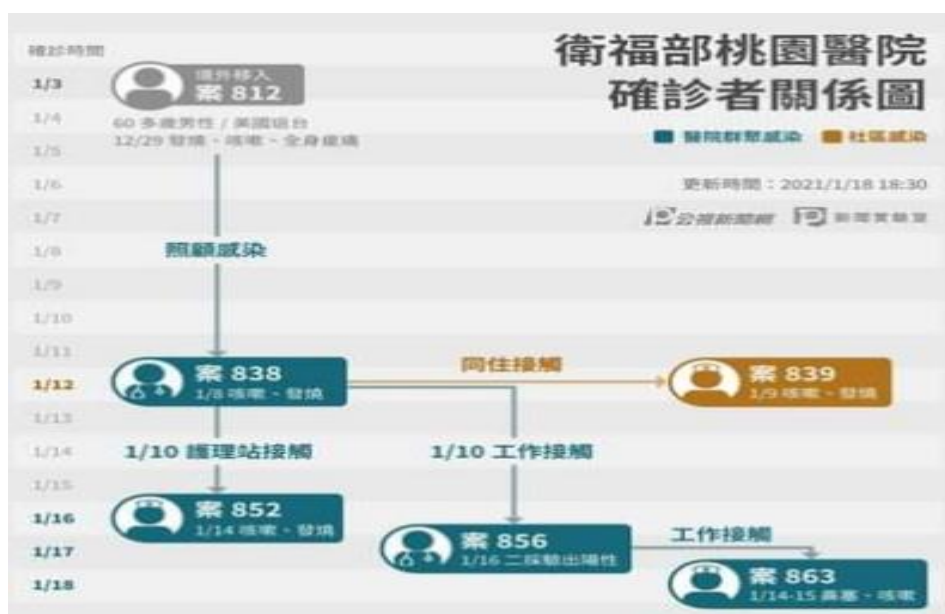 衛福部桃園醫院
確診者關係圖
醫院群聚感染 社區感染
更新時間：2021/1/18 18:30
公視新聞網 新聞實驗室
確診時間
1/3
1/4
1/5
1/6
1/7
1/8
1/9
1/10
1/11
1/12
1/13
1/14
1/15
1/16
1/17
1/18
境外移入
案 812
60 多歲男性 / 美國返台
12/29 發燒、咳嗽、全身痠痛
照顧感染
案 838
1/8 咳嗽、發燒
同住接觸
案 839
1/9 咳嗽、發燒
1/10 護理站接觸
1/10 工作接觸
案 852
1/14 咳嗽、發燒
案 856
1/16 二採驗出陽性
工作接觸
案 863
1/14-15 鼻塞、咳嗽